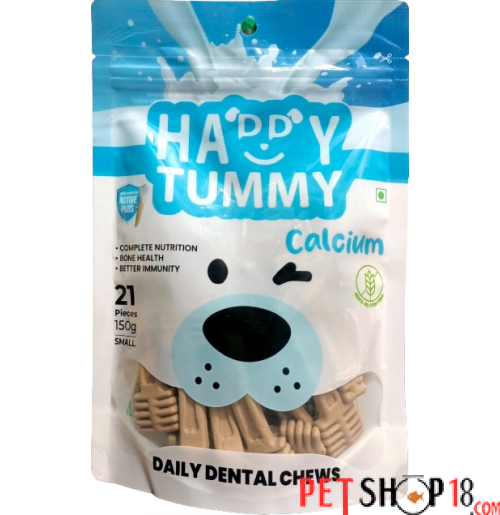 HAPPY
TUMMY
Calcium
ACTIVE
PLUS
• COMPLETE NUTRITION
• BONE HEALTH
• BETTER IMMUNITY
21
Pieces
150g
SMALL
DAILY DENTAL CHEWS
PETSHOP18.COM